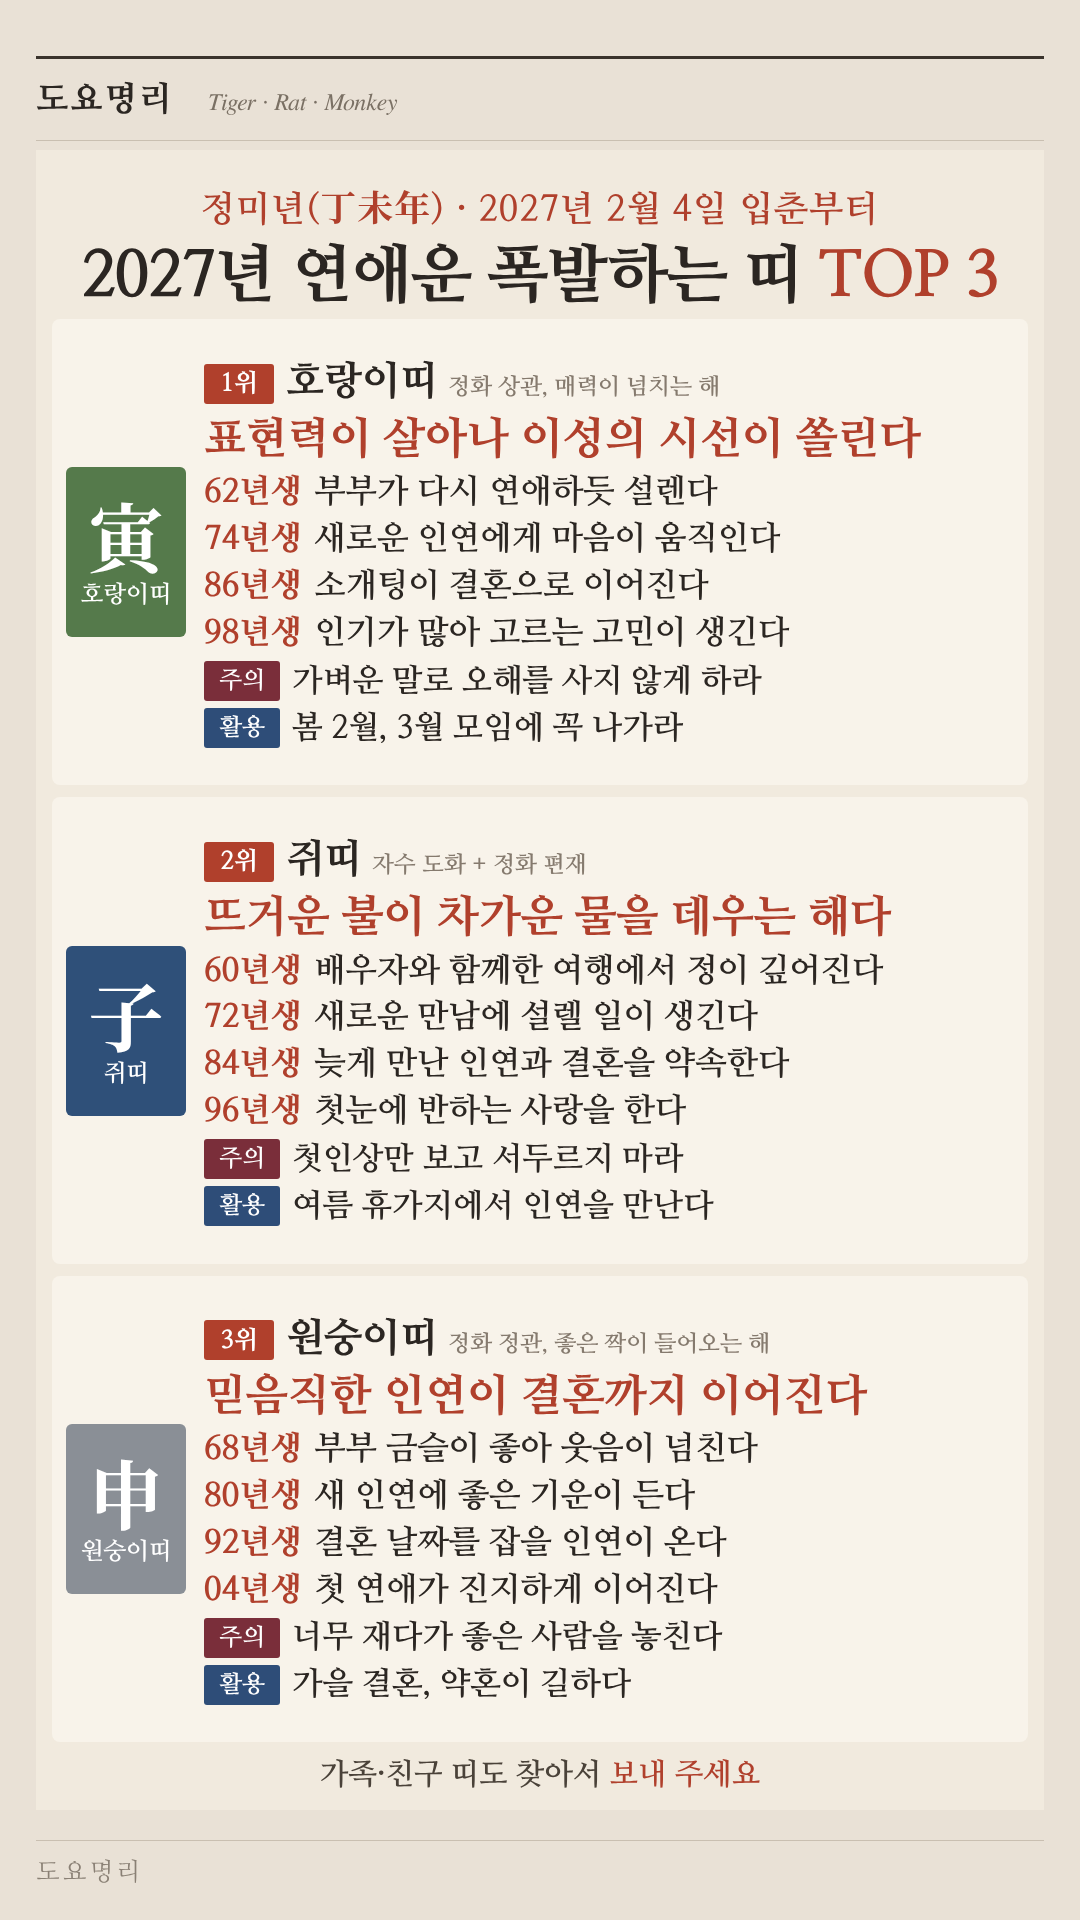 도요명리 Tiger · Rat · Monkey
정미년(丁未年) · 2027년 2월 4일 입춘부터
2027년 연애운 폭발하는 띠 TOP 3
寅
호랑이띠
1위 호랑이띠 정화 상관, 매력이 넘치는 해
표현력이 살아나 이성의 시선이 쏠린다
62년생 부부가 다시 연애하듯 설렌다
74년생 새로운 인연에게 마음이 움직인다
86년생 소개팅이 결혼으로 이어진다
98년생 인기가 많아 고르는 고민이 생긴다
주의 가벼운 말로 오해를 사지 않게 하라
활용 봄 2월, 3월 모임에 꼭 나가라
子
쥐띠
2위 쥐띠 자수 도화 + 정화 편재
뜨거운 불이 차가운 물을 데우는 해다
60년생 배우자와 함께한 여행에서 정이 깊어진다
72년생 새로운 만남에 설렐 일이 생긴다
84년생 늦게 만난 인연과 결혼을 약속한다
96년생 첫눈에 반하는 사랑을 한다
주의 첫인상만 보고 서두르지 마라
활용 여름 휴가지에서 인연을 만난다
申
원숭이띠
3위 원숭이띠 정화 정관, 좋은 짝이 들어오는 해
믿음직한 인연이 결혼까지 이어진다
68년생 부부 금슬이 좋아 웃음이 넘친다
80년생 새 인연에 좋은 기운이 든다
92년생 결혼 날짜를 잡을 인연이 온다
04년생 첫 연애가 진지하게 이어진다
주의 너무 재다가 좋은 사람을 놓친다
활용 가을 결혼, 약혼이 길하다
가족·친구 띠도 찾아서 보내 주세요
도요명리